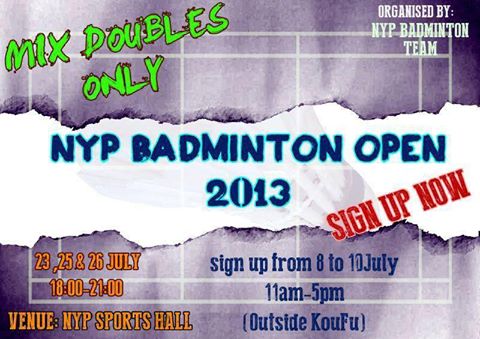 MIX DOUBLES
ONLY
ORGANISED BY:
NYP BADMINTON
TEAM
NYP BADMINTON OPEN
2013
SIGN UP NOW
23 ,25 & 26 JULY
18:00-21:00
VENUE: NYP SPORTS HALL
sign up from 8 to 10July
11am-5pm
(Outside KouFu)